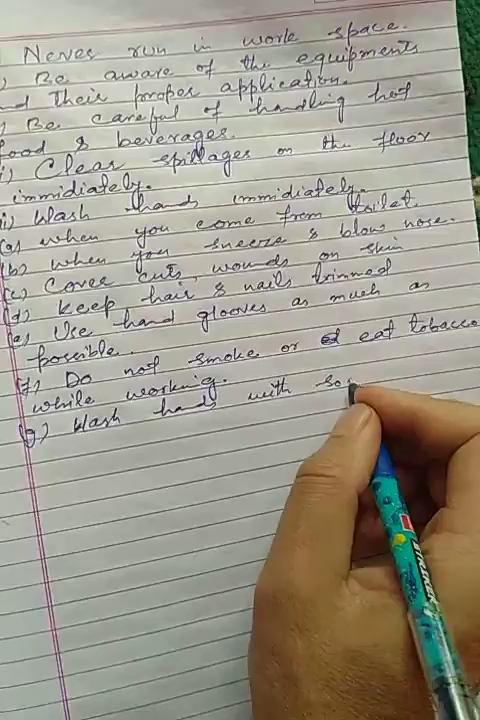 ) Never run in work space.
) Be aware of the equipments
nd Their proper application.
) Be careful of handling hot
food & beverages.
i) Clear spillages on the floor
immidiately.
ii) Wash hands immidiately.
(a) when you come from toilet
(b) when you sneeze & blow nose.
(c) Cover cuts, wounds on skin
(d) Keep hair & nails trimmed
(e) Use hand glooves as much as
possible.
(f) Do not smoke or eat tobacco
while working.
(g) Wash hands with so